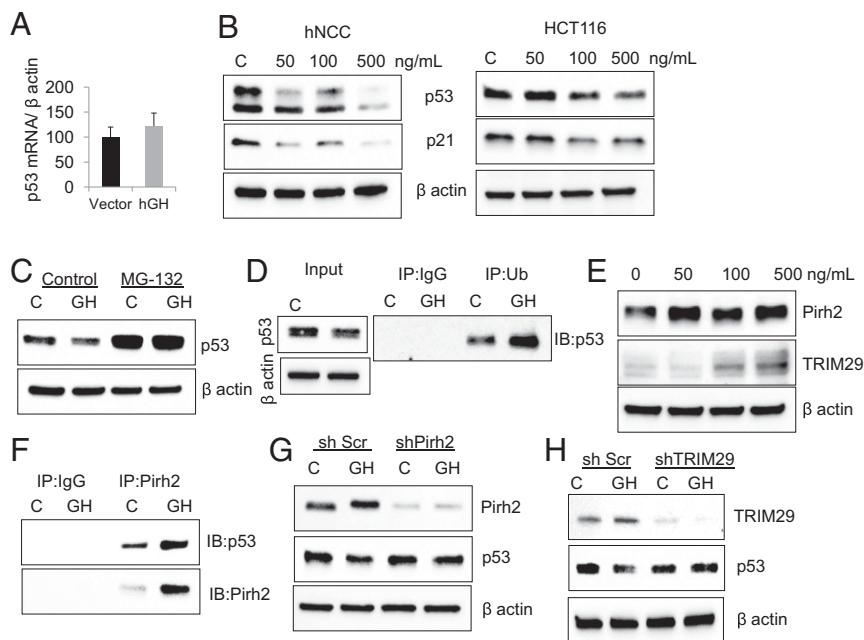 A
p53 mRNA/ β actin
200
150
100
50
0
Vector hGH
B
hNCC
C 50 100 500 ng/mL
HCT116
C 50 100 500 ng/mL
p53
p21
β actin
C
Control MG-132
C GH C GH
p53
β actin
D
Input
C
p53
β actin
IP:IgG IP:Ub
C GH C GH
IB:p53
E
0 50 100 500 ng/mL
Pirh2
TRIM29
β actin
F
IP:IgG IP:Pirh2
C GH C GH
IB:p53
IB:Pirh2
G
sh Scr shPirh2
C GH C GH
Pirh2
p53
β actin
H
sh Scr shTRIM29
C GH C GH
TRIM29
p53
β actin